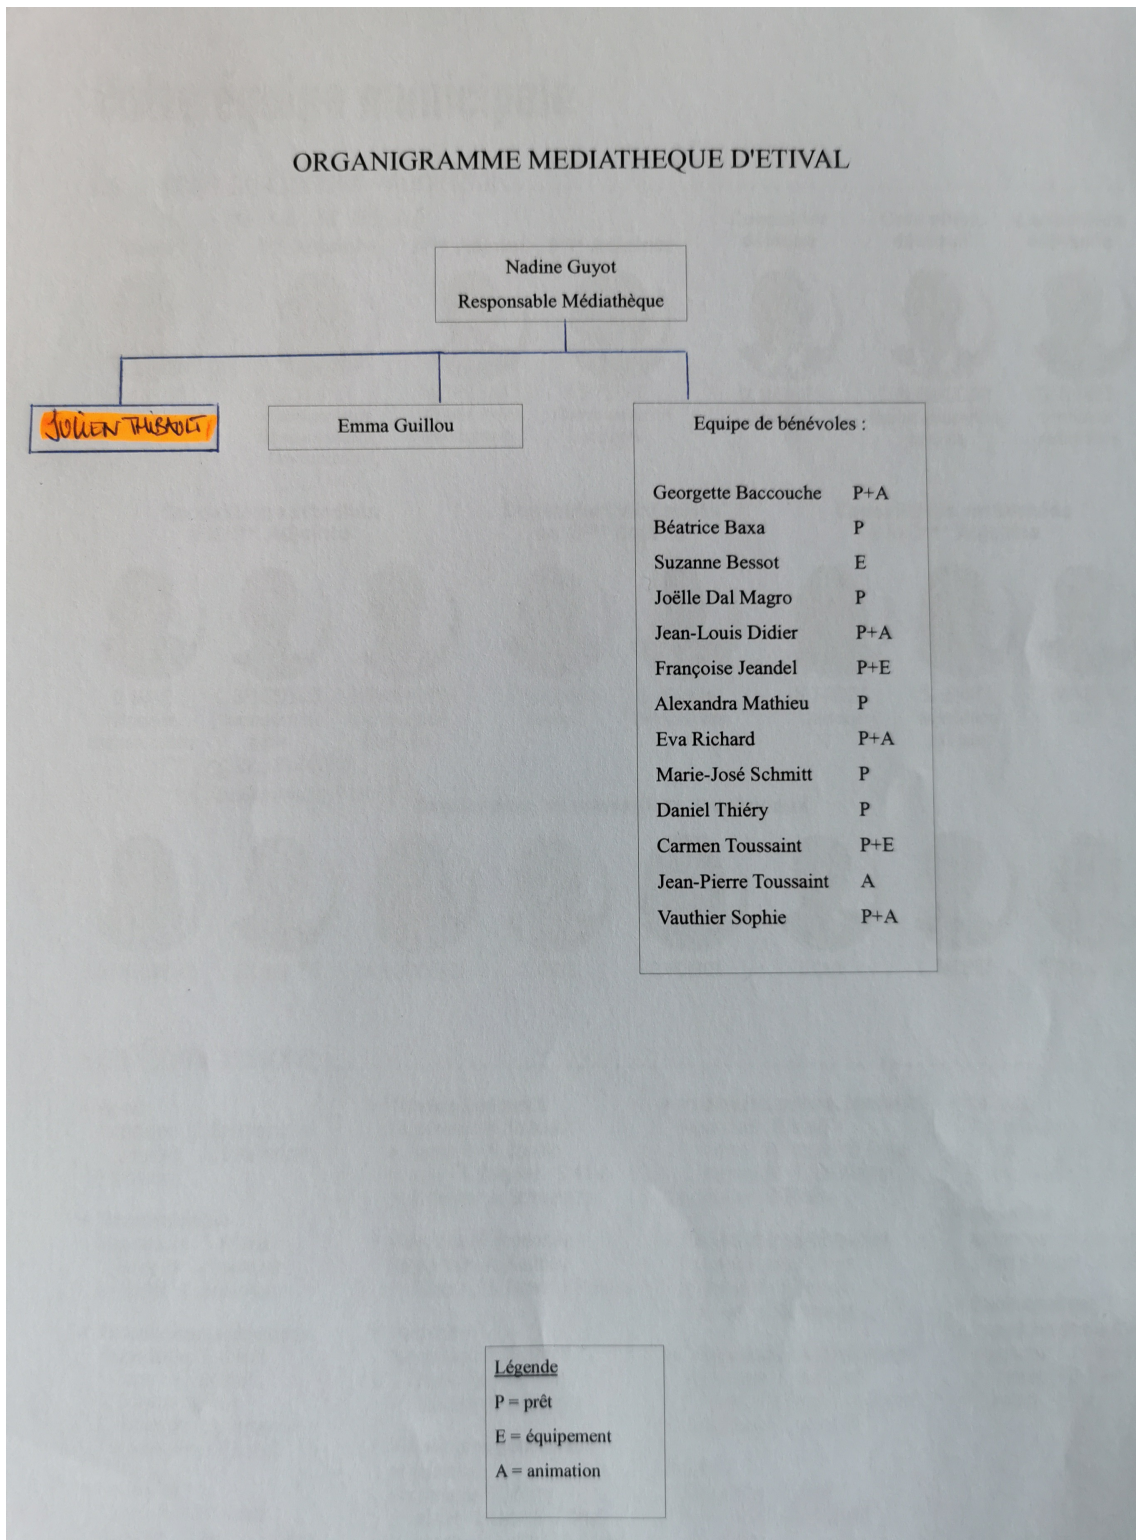 ORGANIGRAMME MEDIATHEQUE D'ETIVAL
Nadine Guyot
Responsable Médiathèque
JULIEN THIBAULT
Emma Guillou
Equipe de bénévoles :
Georgette Baccouche P+A
Béatrice Baxa P
Suzanne Bessot E
Joëlle Dal Magro P
Jean-Louis Didier P+A
Françoise Jeandel P+E
Alexandra Mathieu P
Eva Richard P+A
Marie-José Schmitt P
Daniel Thiéry P
Carmen Toussaint P+E
Jean-Pierre Toussaint A
Vauthier Sophie P+A
Légende
P = prêt
E = équipement
A = animation